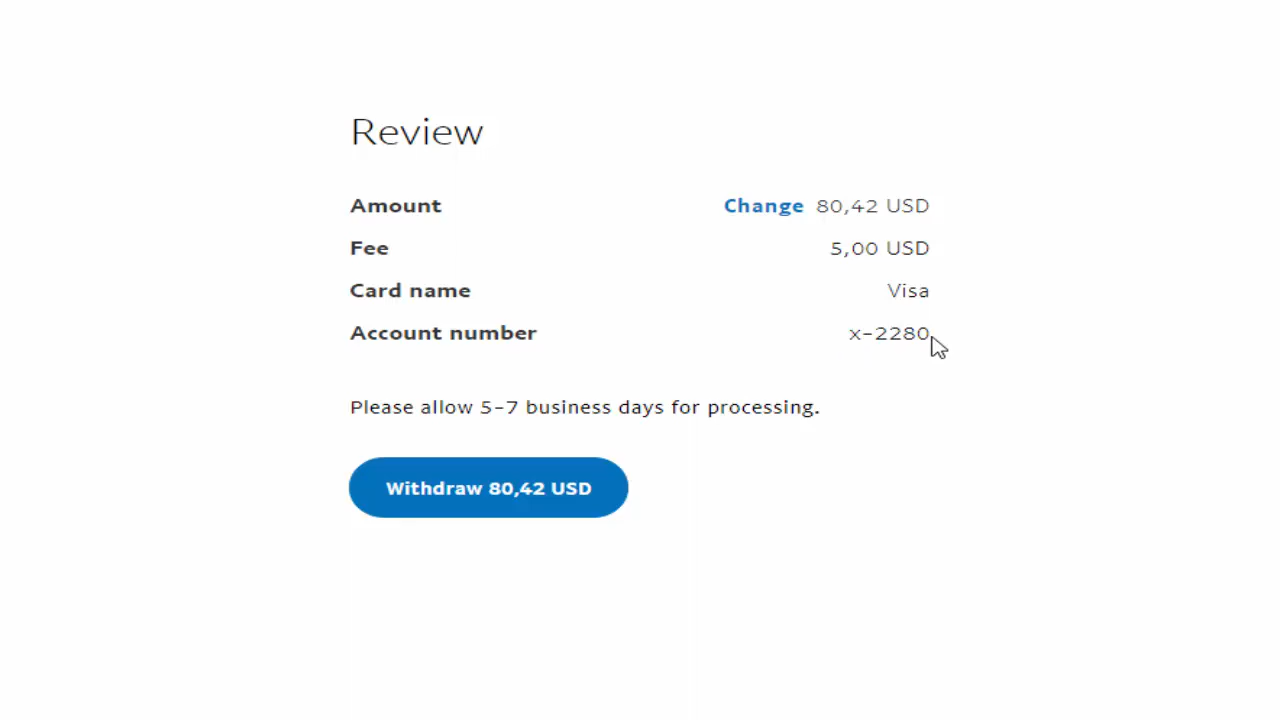 Review
Amount Change 80,42 USD
Fee 5,00 USD
Card name Visa
Account number x-2280
Please allow 5-7 business days for processing.
Withdraw 80,42 USD